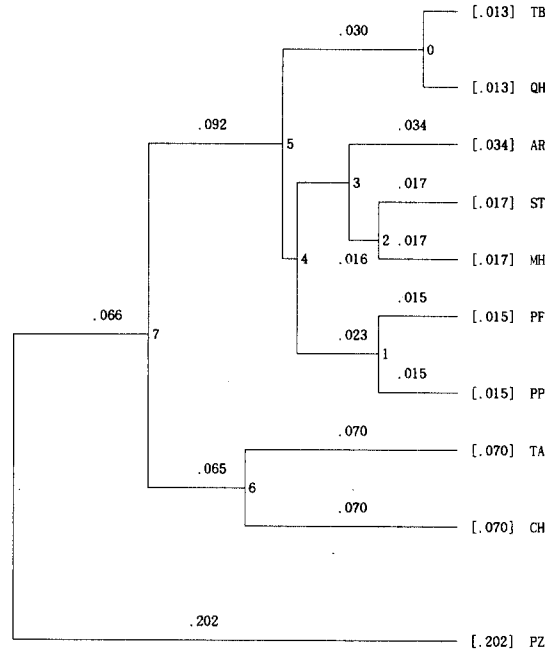 [.013] TB
.030
0
[.013] QH
.092
.034
5
[.034] AR
3
.017
[.017] ST
2 .017
4
.016
[.017] MH
.015
.066
[.015] PF
.023
7
1
.015
[.015] PP
.070
[.070] TA
.065
6
.070
[.070] CH
.202
[.202] PZ